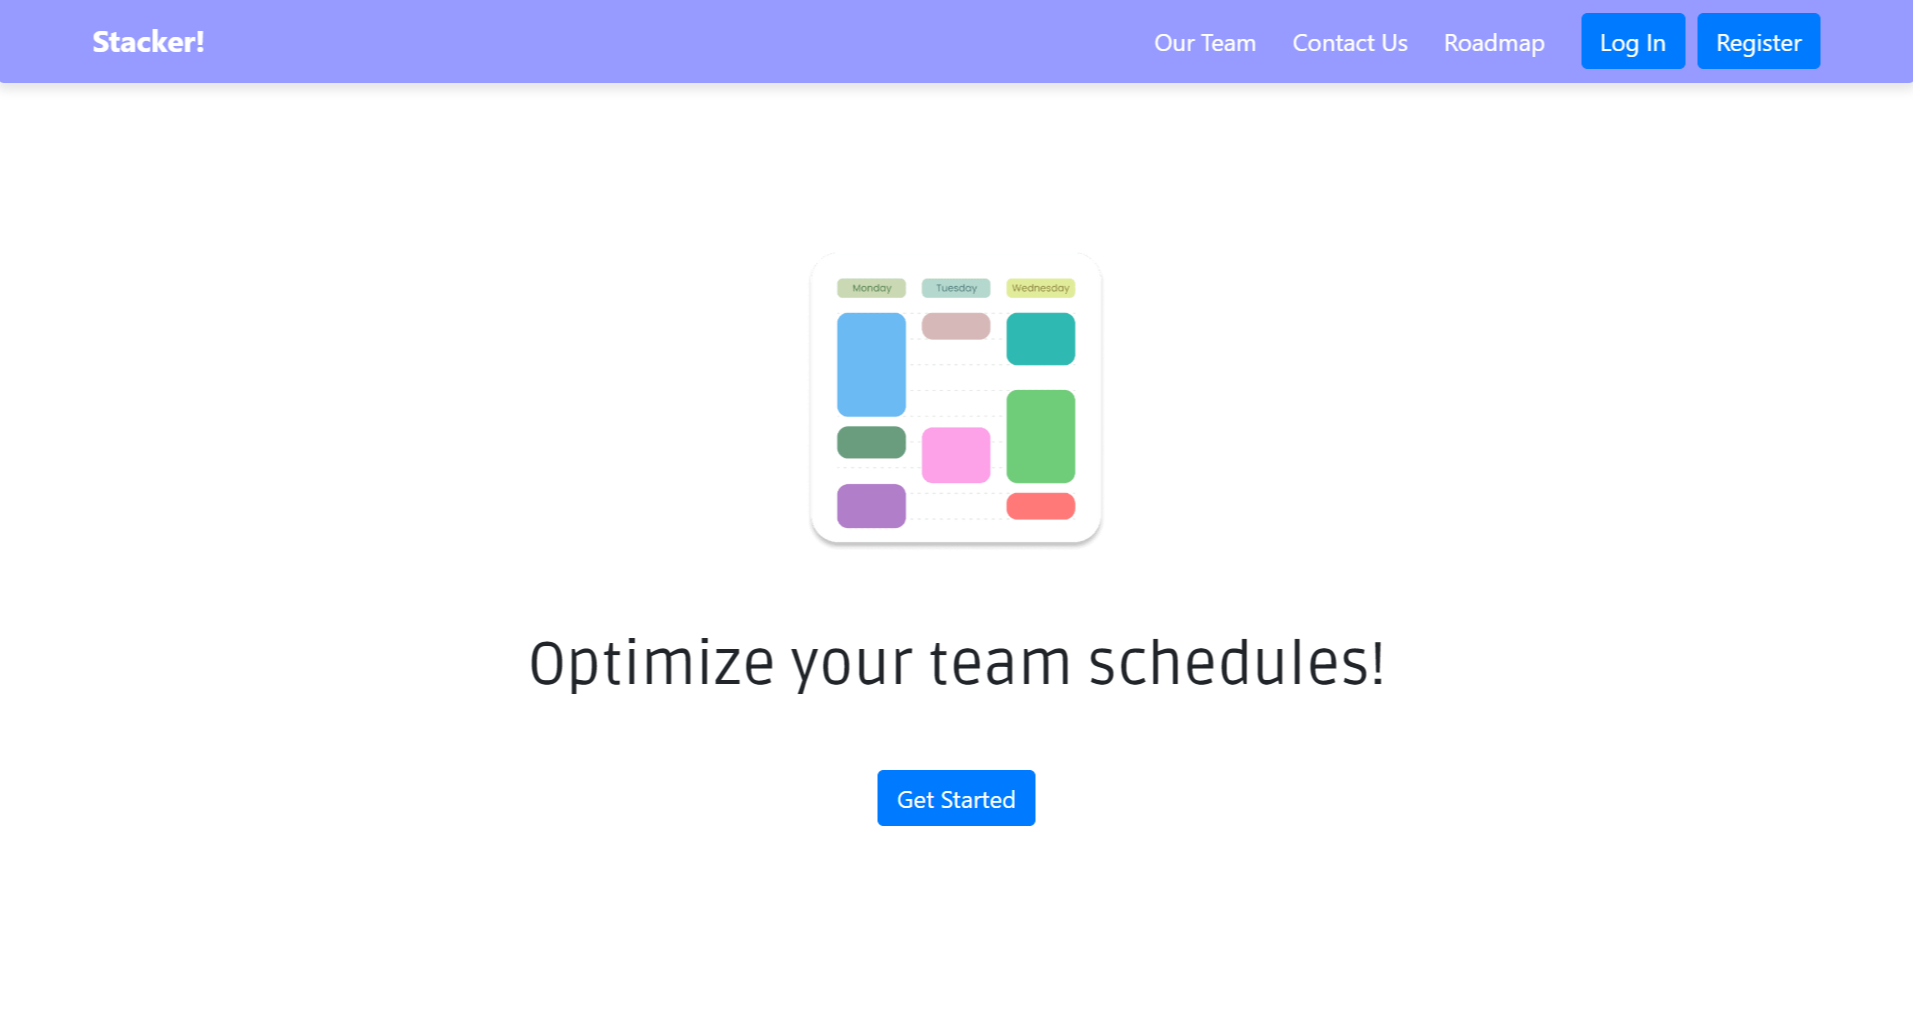 Stacker!
Our Team Contact Us Roadmap Log In Register
Monday Tuesday Wednesday
Optimize your team schedules!
Get Started